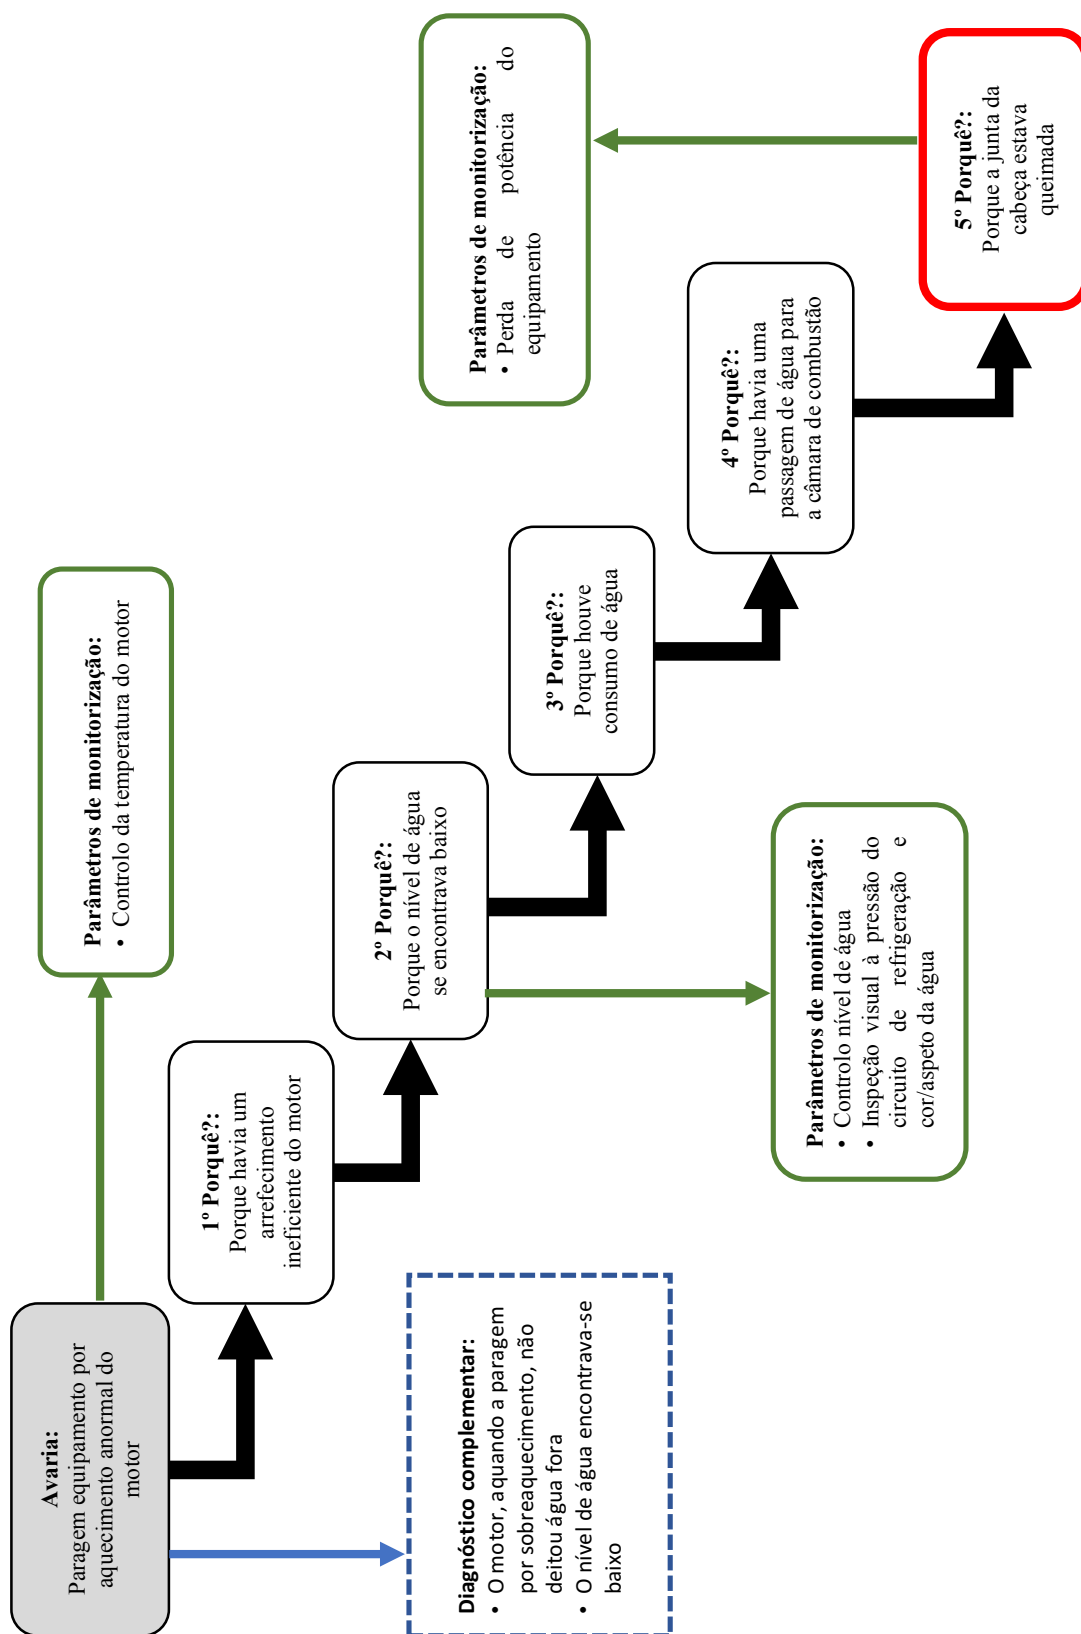 Avaria:
Paragem equipamento por
aquecimento anormal do
motor
Parâmetros de monitorização:
• Controlo da temperatura do motor
1º Porquê?:
Porque havia um
arrefecimento
ineficiente do motor
Diagnóstico complementar:
• O motor, aquando a paragem
por sobreaquecimento, não
deitou água fora
• O nível de água encontrava-se
baixo
2º Porquê?:
Porque o nível de água
se encontrava baixo
Parâmetros de monitorização:
• Controlo nível de água
• Inspeção visual à pressão do
circuito de refrigeração e
cor/aspeto da água
3º Porquê?:
Porque houve
consumo de água
4º Porquê?:
Porque havia uma
passagem de água para
a câmara de combustão
5º Porquê?:
Porque a junta da
cabeça estava
queimada
Parâmetros de monitorização:
• Perda de potência do
equipamento